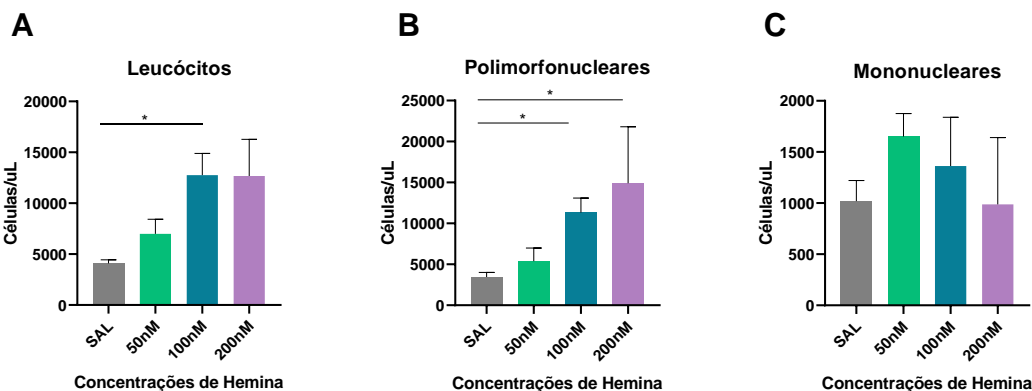 A
Leucócitos
*
20000
15000
10000
5000
0
Células/uL
SAL
50nM
100nM
200nM
Concentrações de Hemina
B
Polimorfonucleares
*
*
25000
20000
15000
10000
5000
0
Células/uL
SAL
50nM
100nM
200nM
Concentrações de Hemina
C
Mononucleares
2000
1500
1000
500
0
Células/uL
SAL
50nM
100nM
200nM
Concentrações de Hemina